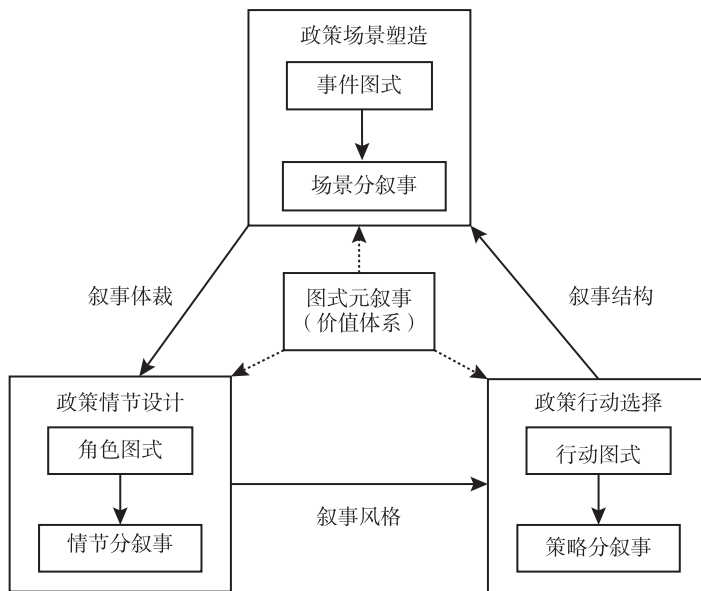 政策场景塑造
事件图式
场景分叙事
叙事体裁
图式元叙事
（价值体系）
叙事结构
政策情节设计
角色图式
情节分叙事
叙事风格
政策行动选择
行动图式
策略分叙事